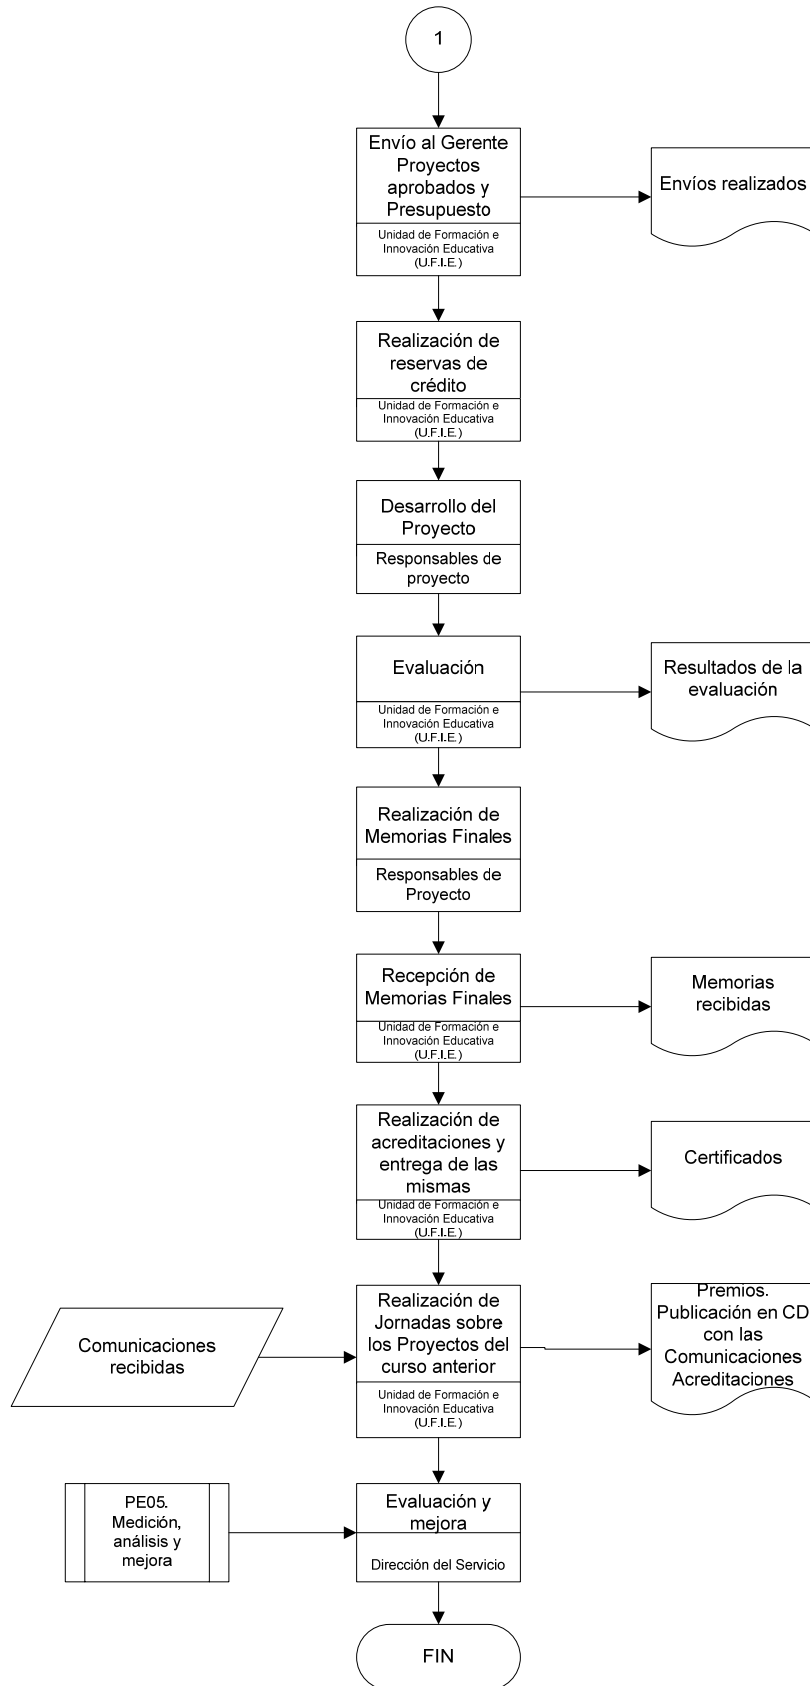 1
Envío al Gerente
Proyectos
aprobados y
Presupuesto
Unidad de Formación e
Innovación Educativa
(U.F.I.E.)
Envíos realizados
Realización de
reservas de
crédito
Unidad de Formación e
Innovación Educativa
(U.F.I.E.)
Desarrollo del
Proyecto
Responsables de
proyecto
Evaluación
Unidad de Formación e
Innovación Educativa
(U.F.I.E.)
Resultados de la
evaluación
Realización de
Memorias Finales
Responsables de
Proyecto
Recepción de
Memorias Finales
Unidad de Formación e
Innovación Educativa
(U.F.I.E.)
Memorias
recibidas
Realización de
acreditaciones y
entrega de las
mismas
Unidad de Formación e
Innovación Educativa
(U.F.I.E.)
Certificados
Comunicaciones
recibidas
Realización de
Jornadas sobre
los Proyectos del
curso anterior
Unidad de Formación e
Innovación Educativa
(U.F.I.E.)
Premios.
Publicación en CD
con las
Comunicaciones
Acreditaciones
PE05.
Medición,
análisis y
mejora
Evaluación y
mejora
Dirección del Servicio
FIN